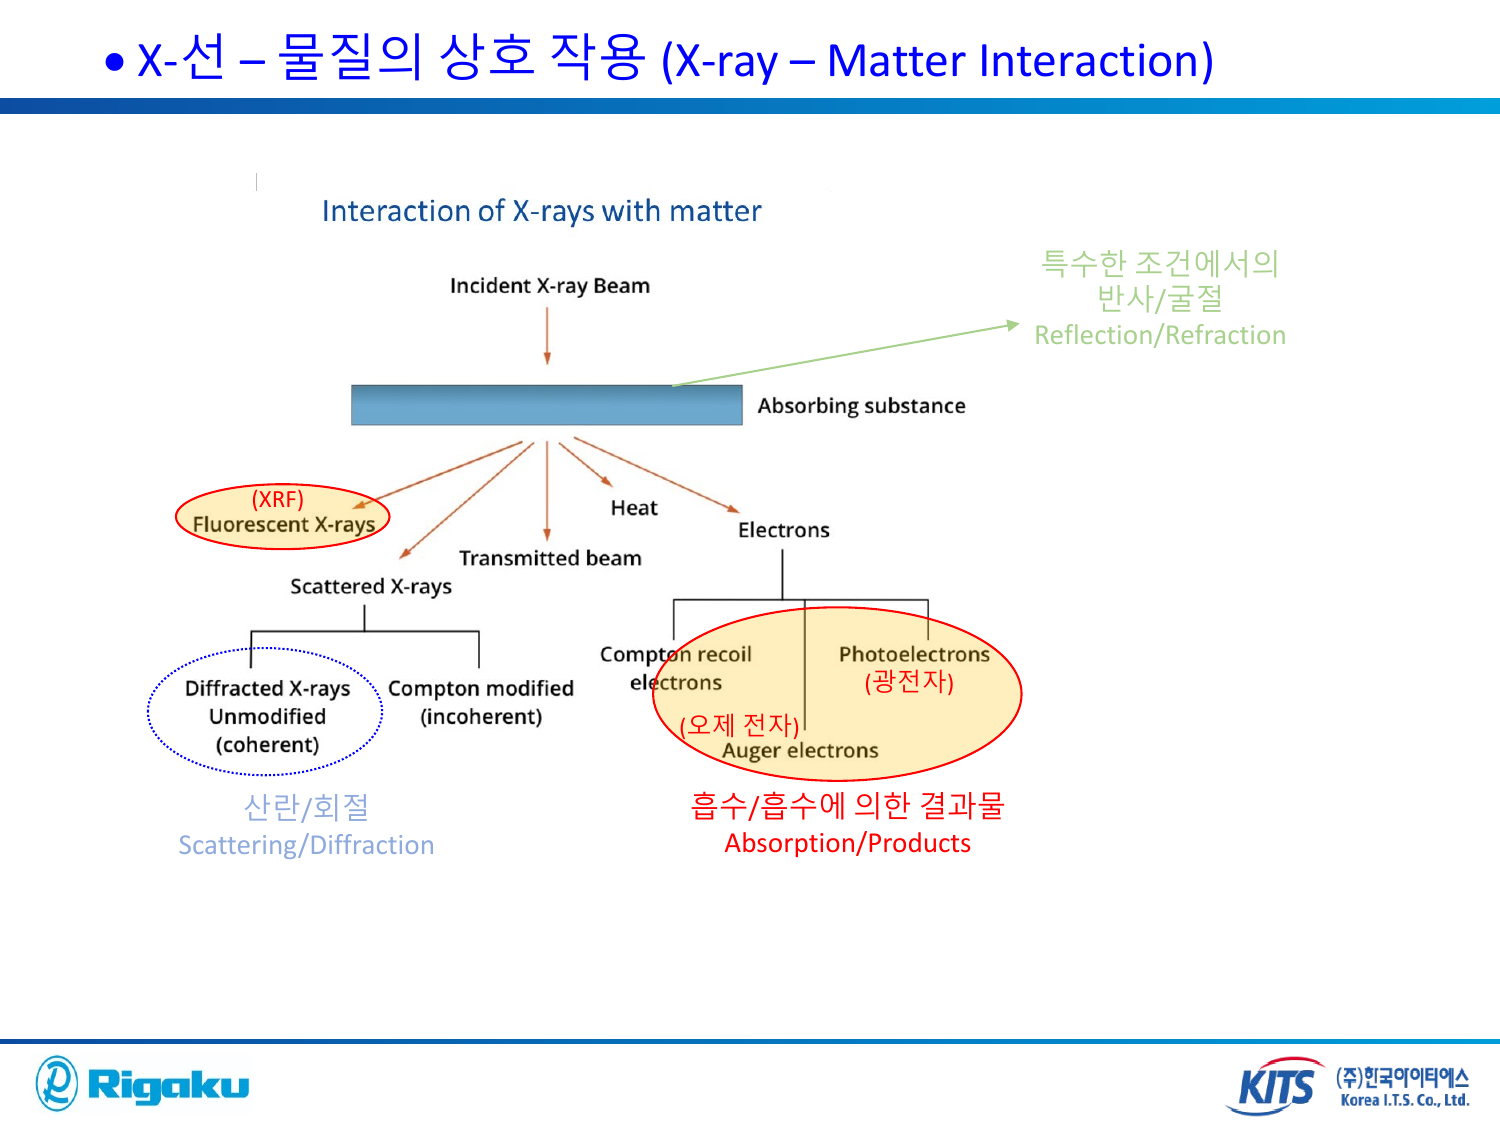 • X-선 – 물질의 상호 작용 (X-ray – Matter Interaction)
Interaction of X-rays with matter
특수한 조건에서의
반사/굴절
Reflection/Refraction
Incident X-ray Beam
Absorbing substance
(XRF)
Fluorescent X-rays
Heat
Electrons
Transmitted beam
Scattered X-rays
Compton recoil
electrons
Photoelectrons
(광전자)
Diffracted X-rays
Unmodified
(coherent)
Compton modified
(incoherent)
(오제 전자)
Auger electrons
산란/회절
Scattering/Diffraction
흡수/흡수에 의한 결과물
Absorption/Products
Rigaku
KITS
(주)한국아이티에스
Korea I.T.S. Co., Ltd.